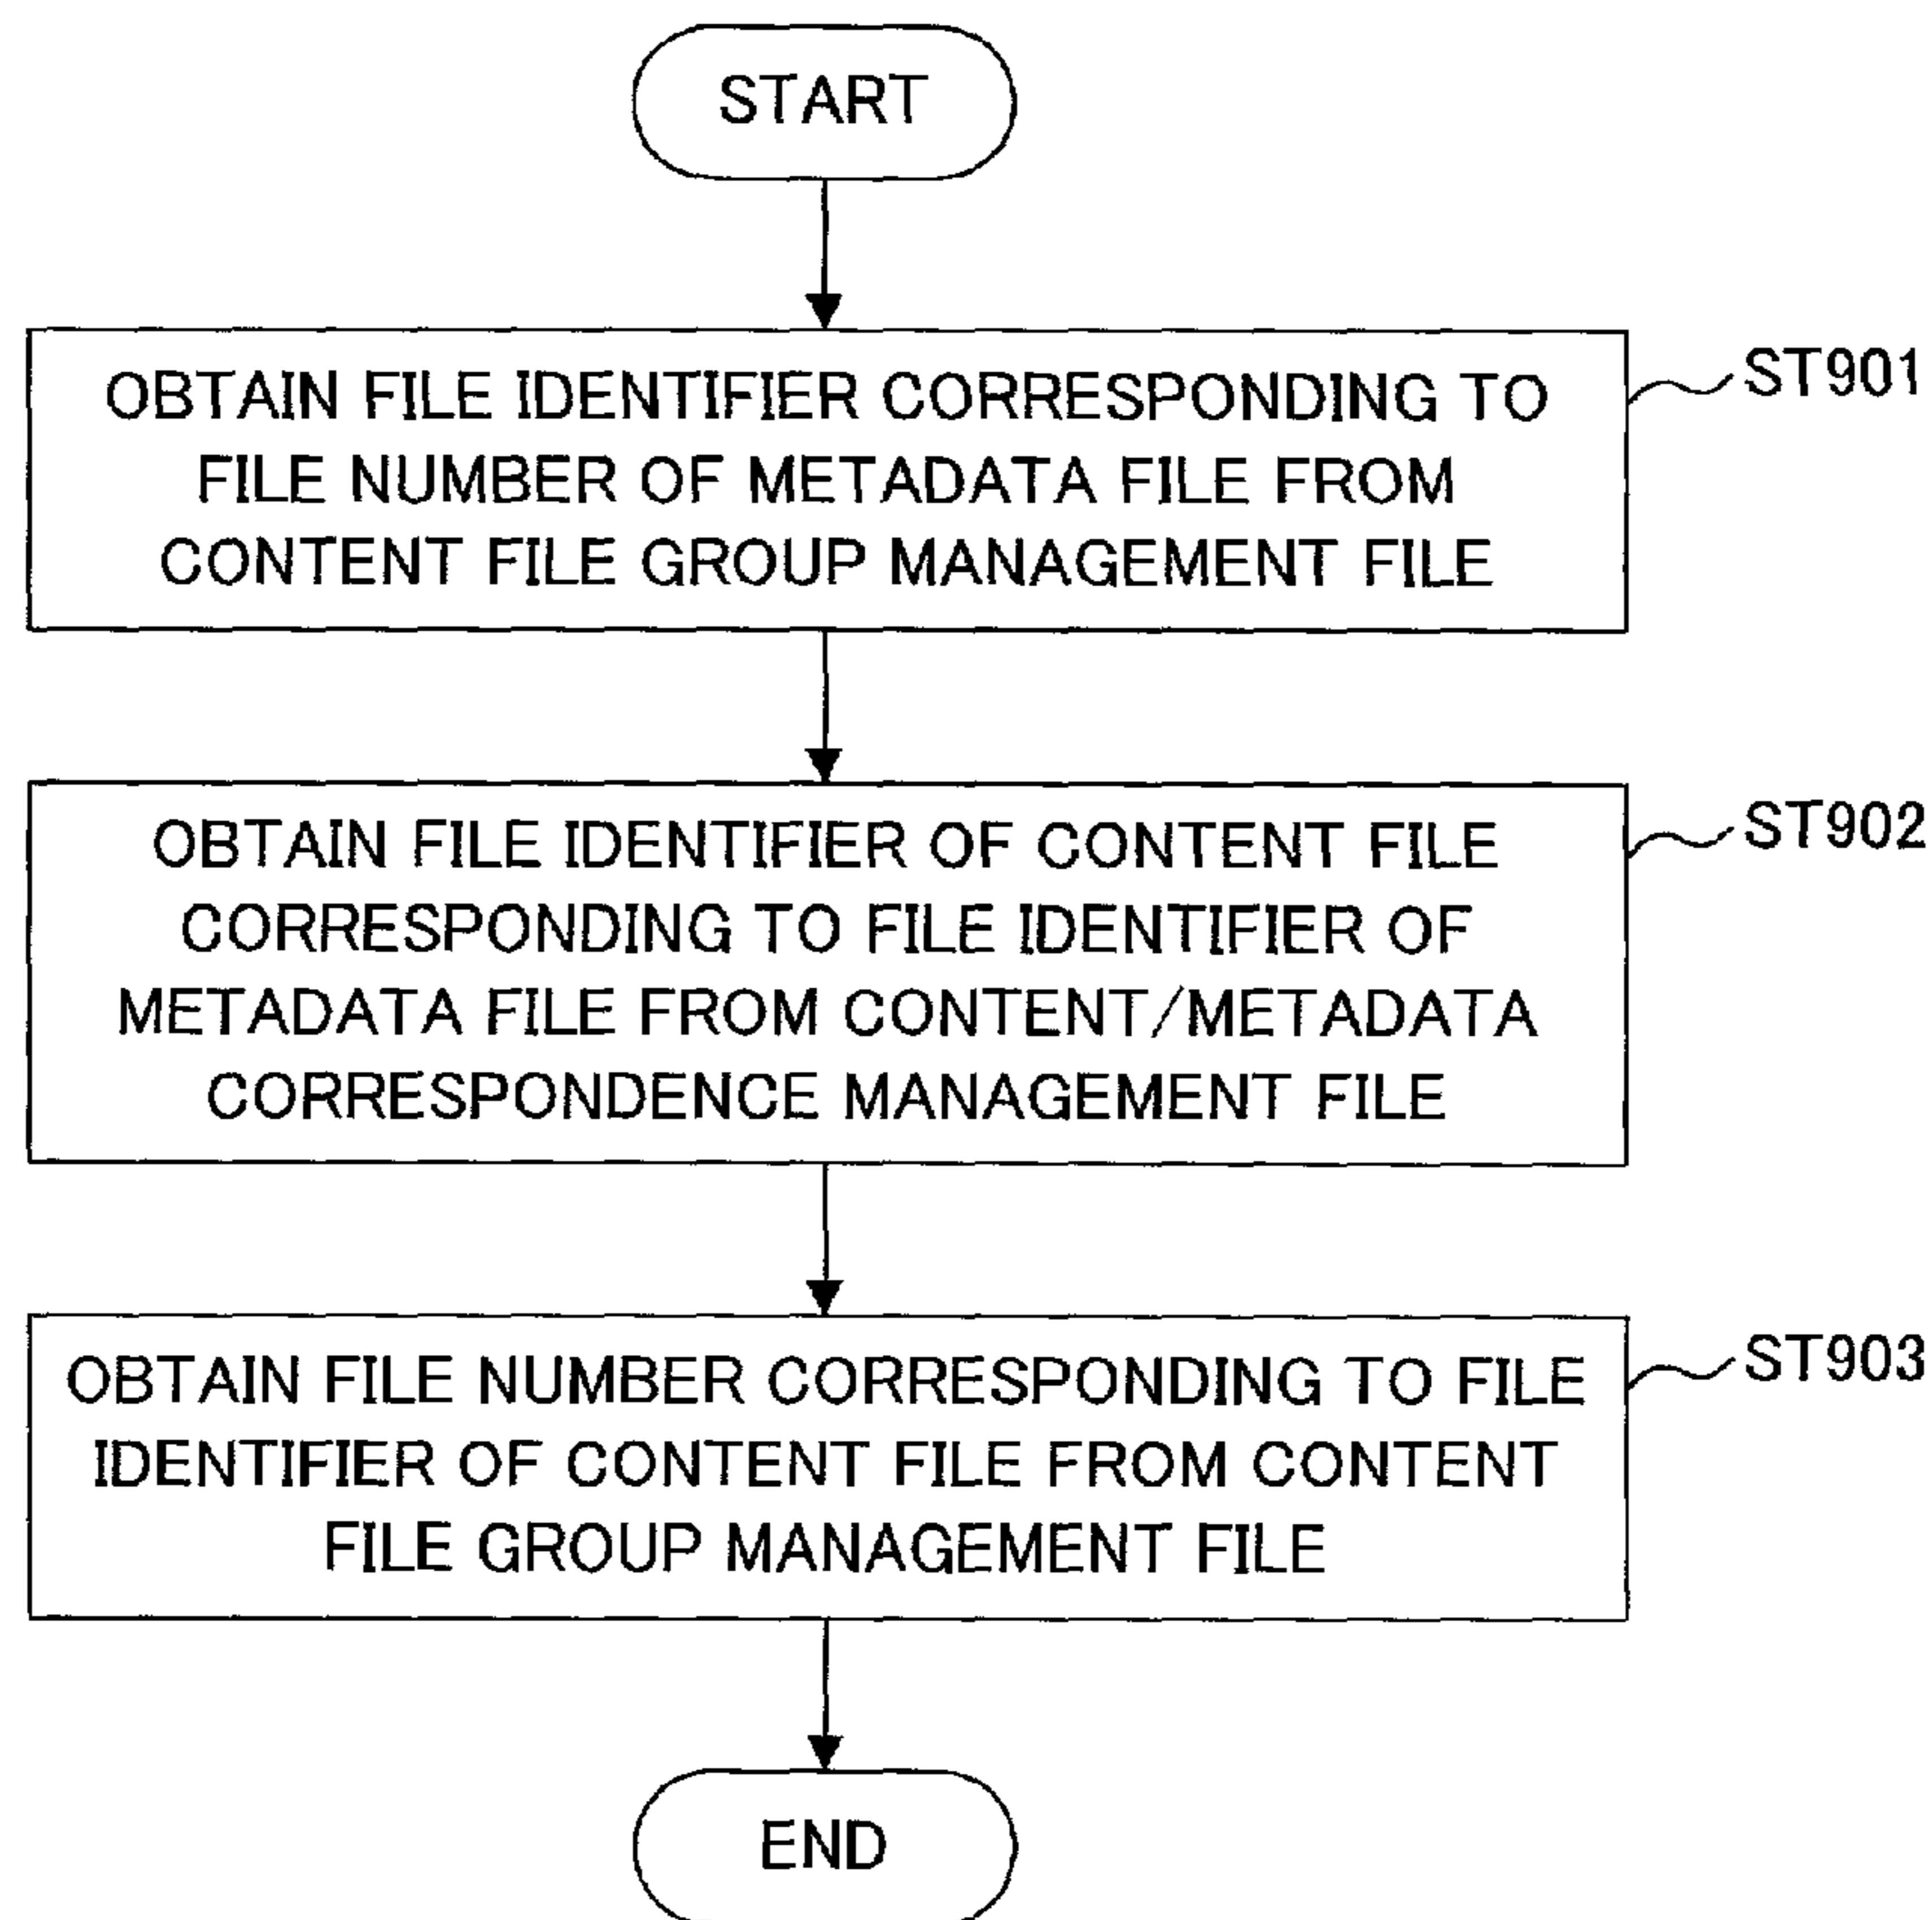 START
OBTAIN FILE IDENTIFIER CORRESPONDING TO
FILE NUMBER OF METADATA FILE FROM
CONTENT FILE GROUP MANAGEMENT FILE
ST901
OBTAIN FILE IDENTIFIER OF CONTENT FILE
CORRESPONDING TO FILE IDENTIFIER OF
METADATA FILE FROM CONTENT/METADATA
CORRESPONDENCE MANAGEMENT FILE
ST902
OBTAIN FILE NUMBER CORRESPONDING TO FILE
IDENTIFIER OF CONTENT FILE FROM CONTENT
FILE GROUP MANAGEMENT FILE
ST903
END